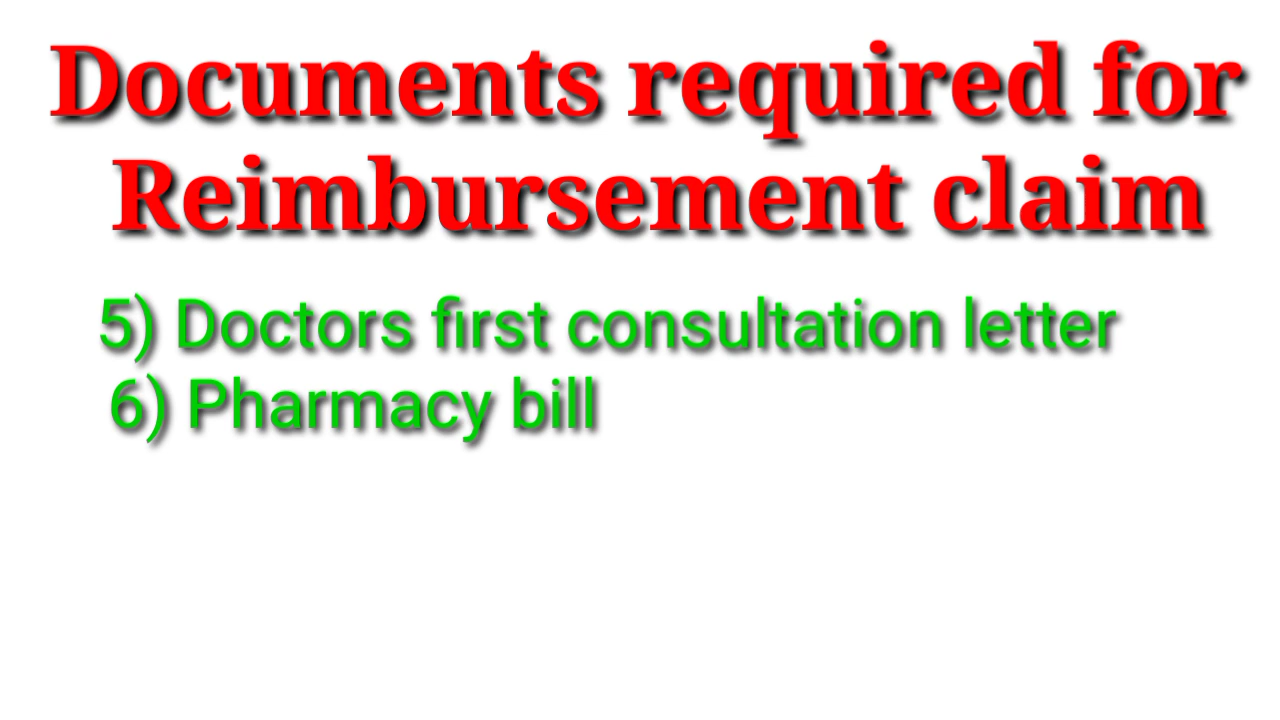 Documents required for
Reimbursement claim
5) Doctors first consultation letter
6) Pharmacy bill